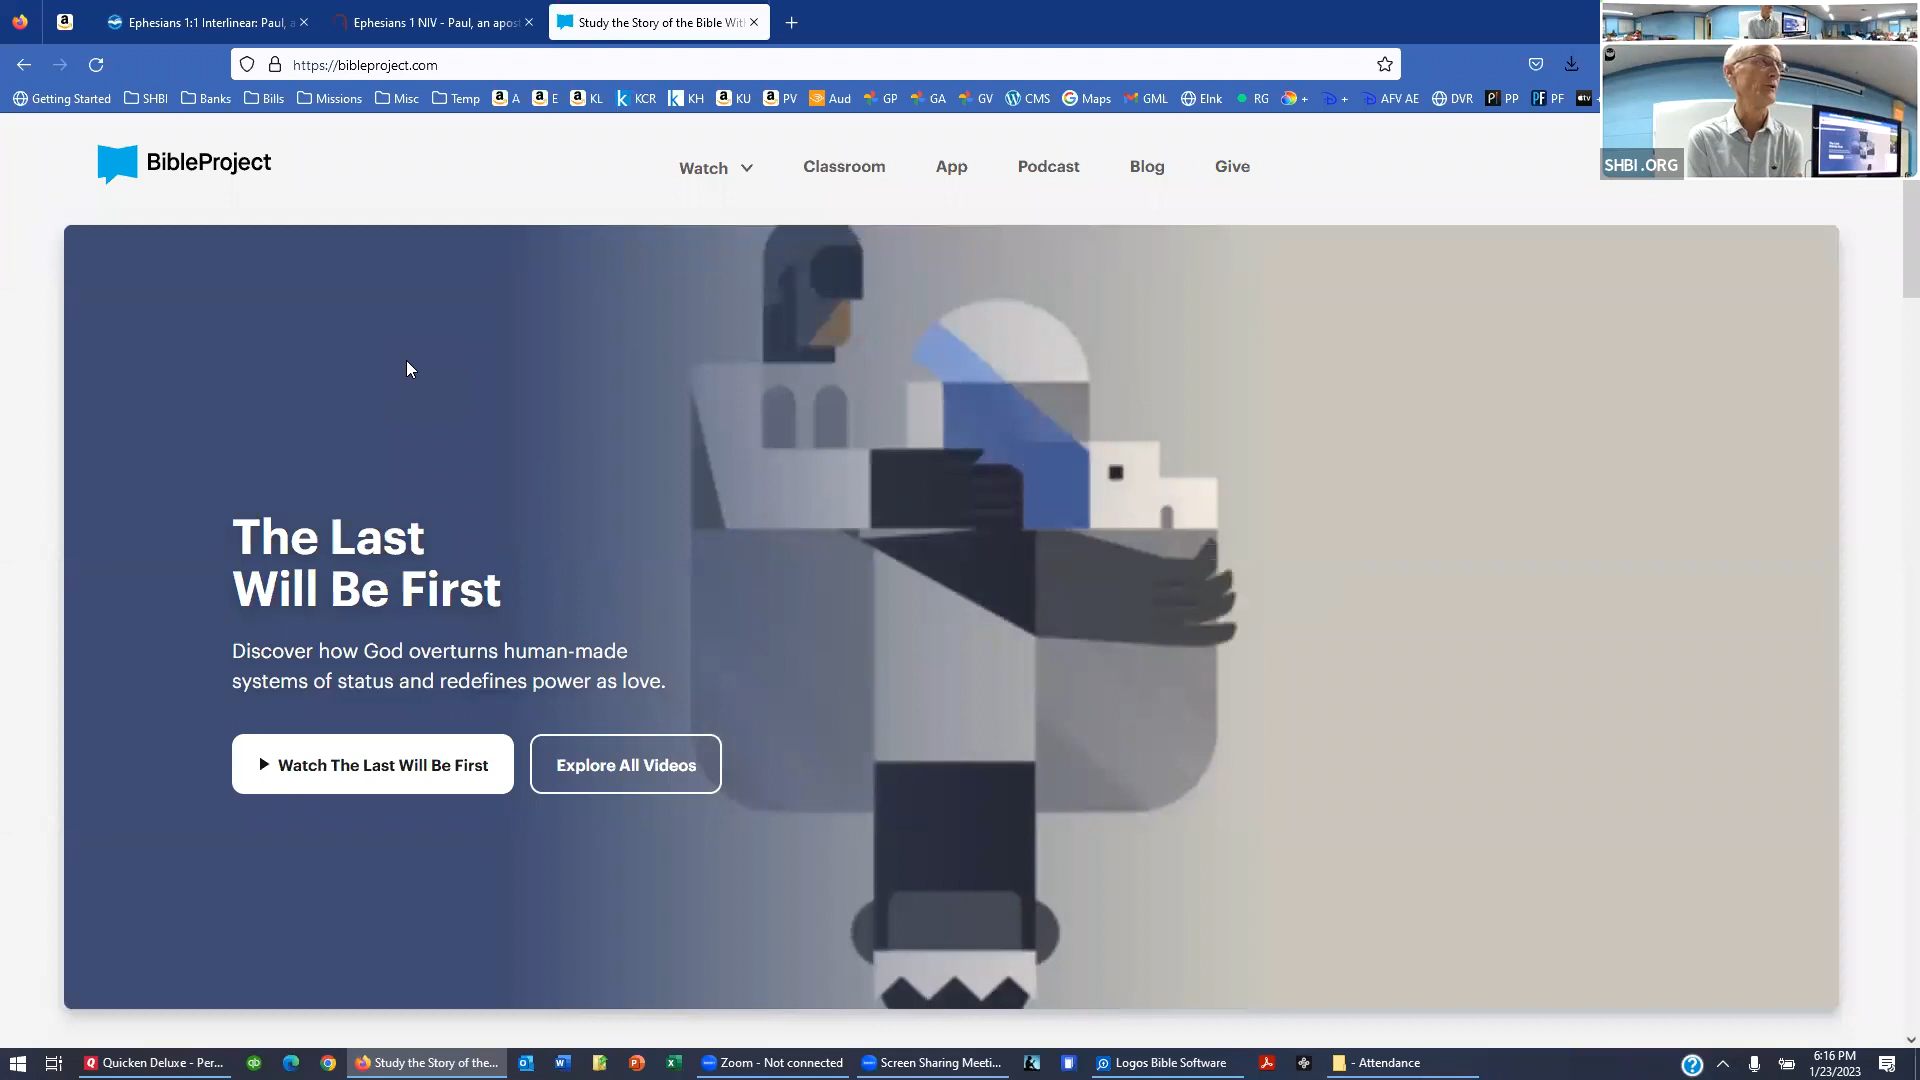 Ephesians 1:1 Interlinear: Paul, a
Ephesians 1 NIV - Paul, an apost
Study the Story of the Bible Wit
https://bibleproject.com
Getting Started
SHBI
Banks
Bills
Missions
Misc
Temp
A
E
KL
KCR
KH
KU
PV
Aud
GP
GA
GV
CMS
Maps
GML
EInk
RG
+
+
AFV AE
DVR
PP
PF
SHBI.ORG
BibleProject
Watch
Classroom
App
Podcast
Blog
Give
The Last
Will Be First
Discover how God overturns human-made
systems of status and redefines power as love.
Watch The Last Will Be First
Explore All Videos
Quicken Deluxe - Per...
Study the Story of the...
Zoom - Not connected
Screen Sharing Meeti...
Logos Bible Software
- Attendance
6:16 PM
1/23/2023